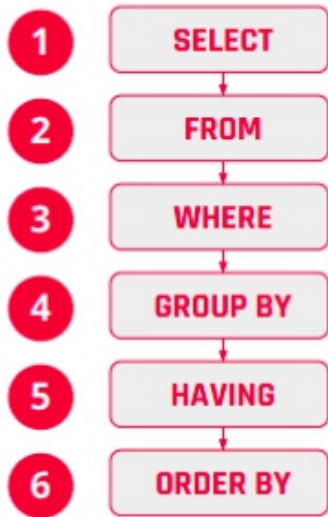 1 SELECT
2 FROM
3 WHERE
4 GROUP BY
5 HAVING
6 ORDER BY